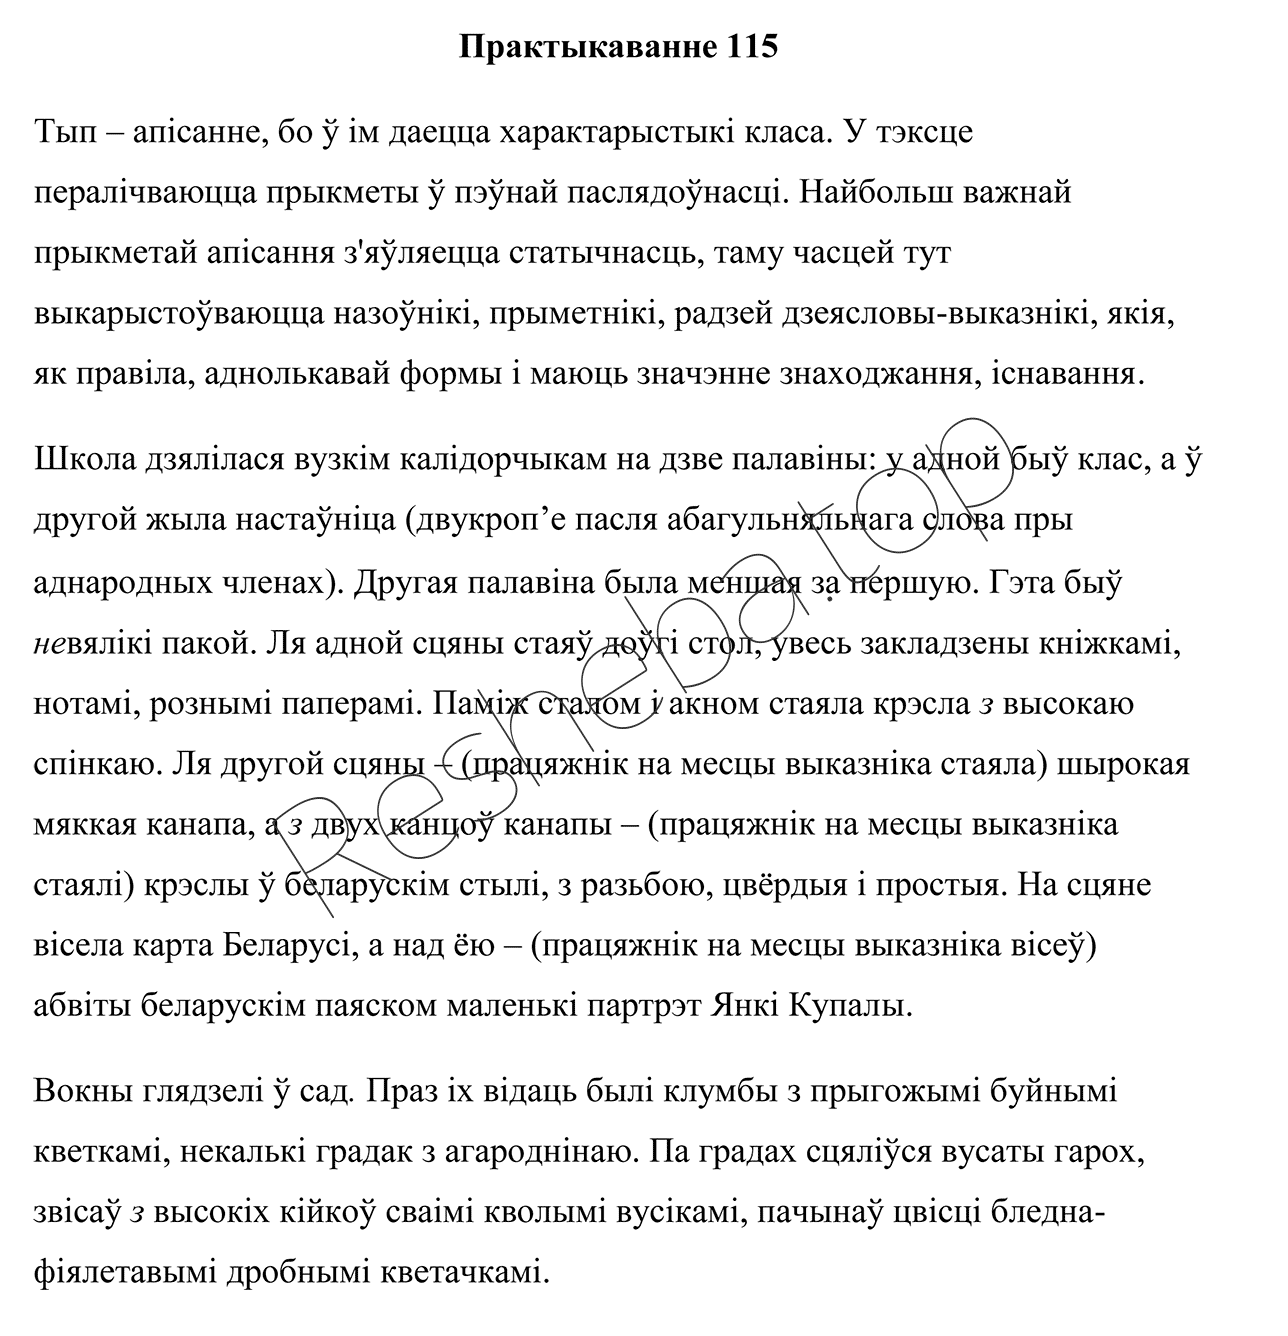 Практыкаванне 115
Тып – апісанне, бо ў ім даецца характарыстыкі класа. У тэксце
пералічваюцца прыкметы ў пэўнай паслядоўнасці. Найбольш важнай
прыкметай апісання з'яўляецца статычнасць, таму часцей тут
выкарыстоўваюцца назоўнікі, прыметнікі, радзей дзеясловы-выказнікі, якія,
як правіла, аднолькавай формы і маюць значэнне знаходжання, існавання.
Школа дзялілася вузкім калідорчыкам на дзве палавіны: у адной быў клас, а ў
другой жыла настаўніца (двукроп’е пасля абагульняльнага слова пры
аднародных членах). Другая палавіна была меншая за першую. Гэта быў
невялікі пакой. Ля адной сцяны стаяў доўгі стол, увесь закладзены кніжкамі,
нотамі, рознымі паперамі. Паміж сталом і акном стаяла крэсла з высокаю
спінкаю. Ля другой сцяны – (працяжнік на месцы выказніка стаяла) шырокая
мяккая канапа, а з двух канцоў канапы – (працяжнік на месцы выказніка
стаялі) крэслы ў беларускім стылі, з разьбою, цвёрдыя і простыя. На сцяне
вісела карта Беларусі, а над ёю – (працяжнік на месцы выказніка вісеў)
абвіты беларускім паяском маленькі партрэт Янкі Купалы.
Вокны глядзелі ў сад. Праз іх відаць былі клумбы з прыгожымі буйнымі
кветкамі, некалькі градак з агароднінаю. Па градах сцяліўся вусаты гарох,
звісаў з высокіх кійкоў сваімі кволымі вусікамі, пачынаў цвісці бледна-
фіялетавымі дробнымі кветачкамі.
Resheba.top